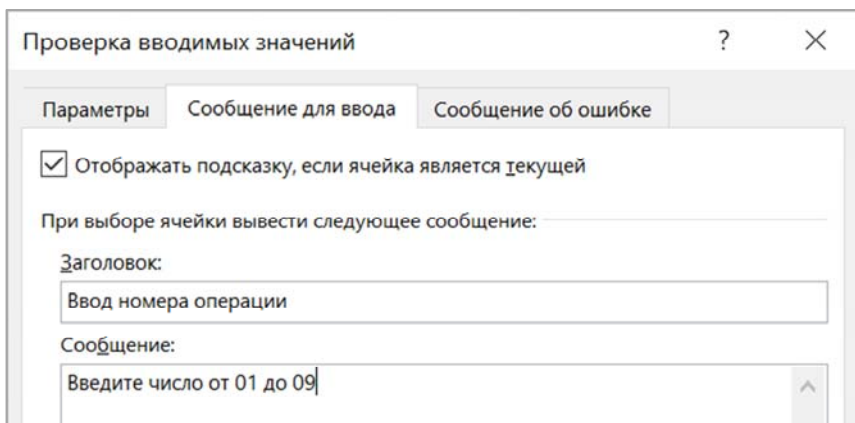 Проверка вводимых значений ?
Параметры Сообщение для ввода Сообщение об ошибке
Отображать подсказку, если ячейка является текущей
При выборе ячейки вывести следующее сообщение:
Заголовок:
Ввод номера операции
Сообщение:
Введите число от 01 до 09